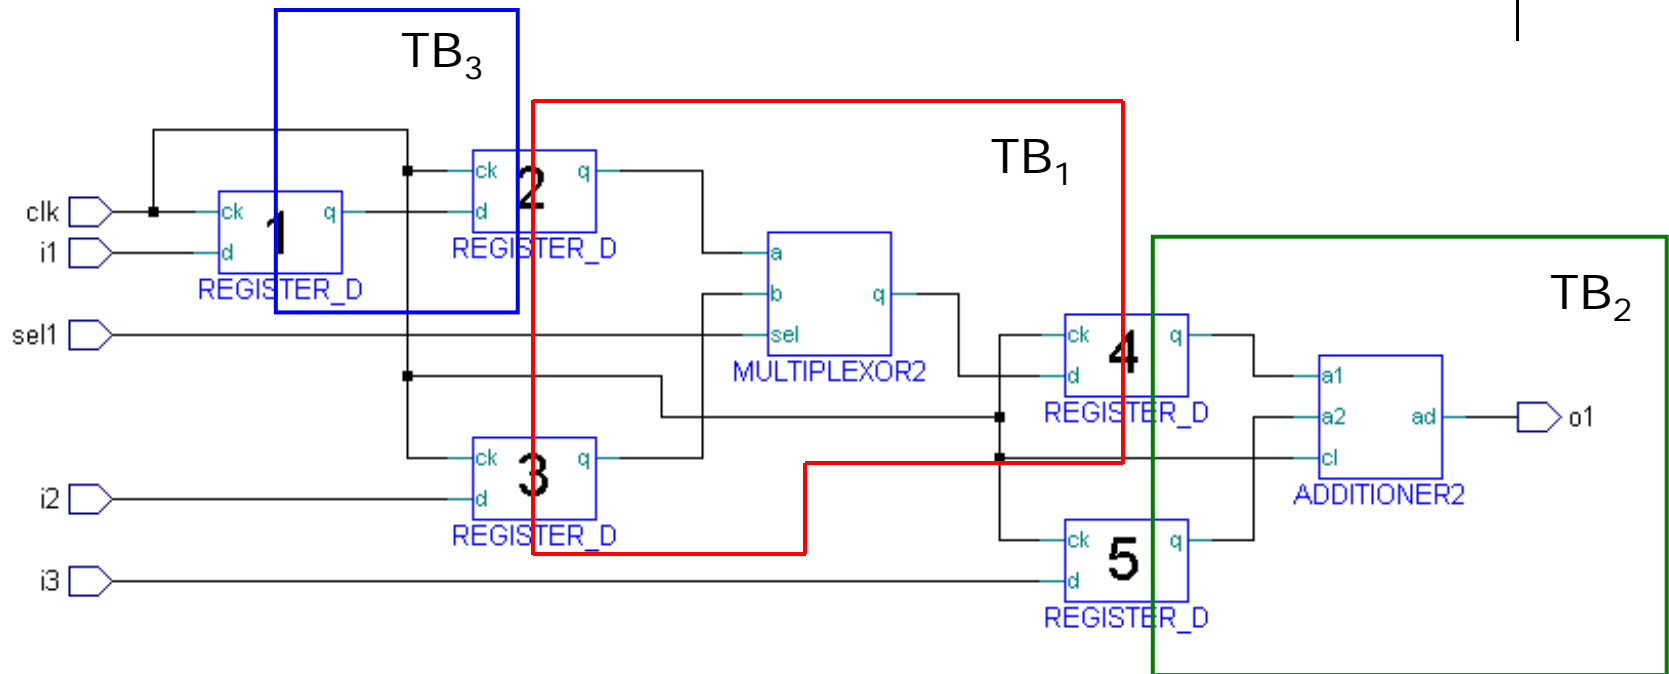 TB3
TB1
TB2
clk
i1
sel1
i2
i3
ck
d
q
1
REGISTER_D
ck
d
q
2
REGISTER_D
ck
d
q
3
REGISTER_D
a
b
sel
q
MULTIPLEXOR2
ck
d
q
4
REGISTER_D
ck
d
q
5
REGISTER_D
a1
a2
cl
ad
ADDITIONER2
o1